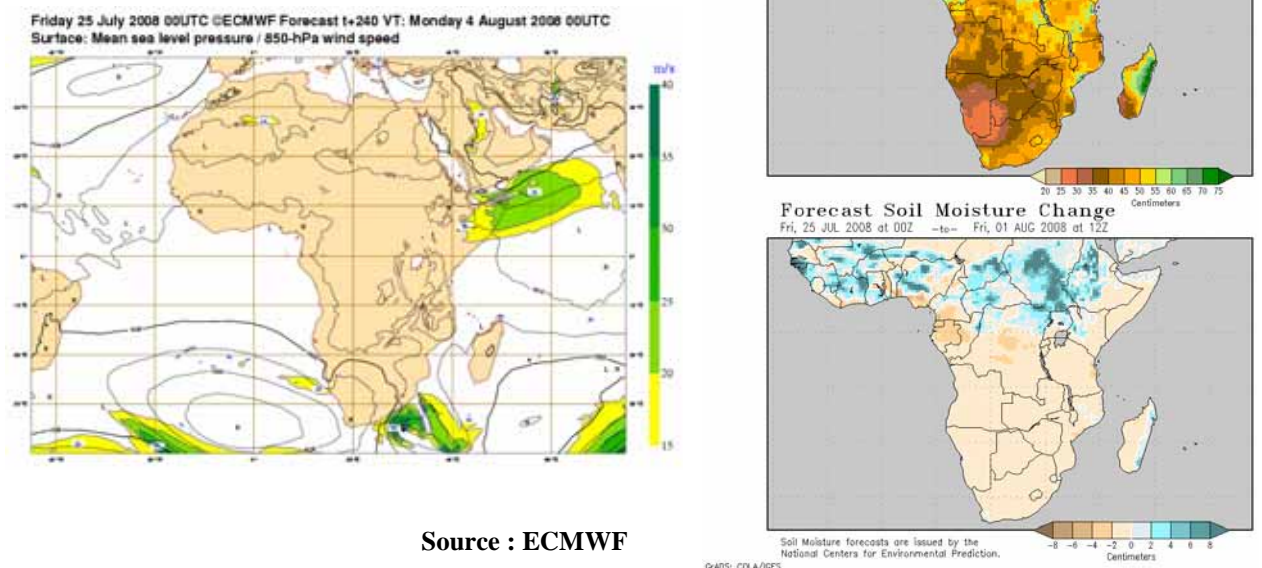 Friday 25 July 2008 00UTC ©ECMWF Forecast t+240 VT: Monday 4 August 2008 00UTC
Surface: Mean sea level pressure / 850-hPa wind speed
m/s
40
35
30
25
20
15
Source : ECMWF
20 25 30 35 40 45 50 55 60 65 70 75
Centimeters
Forecast Soil Moisture Change
Fri, 25 JUL 2008 at 00Z -to- Fri, 01 AUG 2008 at 12Z
-8 -6 -4 -2 0 2 4 6 8
Centimeters
Soil Moisture forecasts are issued by the
National Centers for Environmental Prediction.
GrADS: COLA/IGES